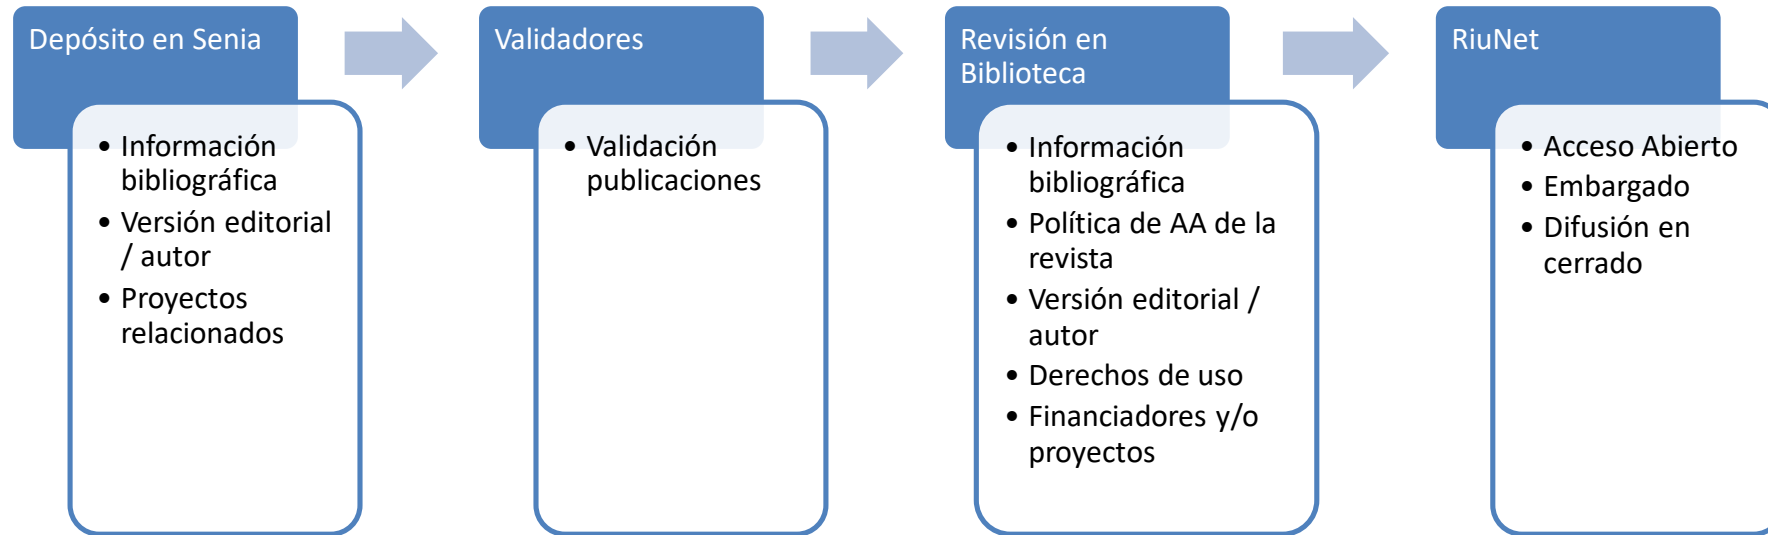 Depósito en Senia
• Información
bibliográfica
• Versión editorial
/ autor
• Proyectos
relacionados
Validadores
• Validación
publicaciones
Revisión en
Biblioteca
• Información
bibliográfica
• Política de AA de la
revista
• Versión editorial /
autor
• Derechos de uso
• Financiadores y/o
proyectos
RiuNet
• Acceso Abierto
• Embargado
• Difusión en
cerrado